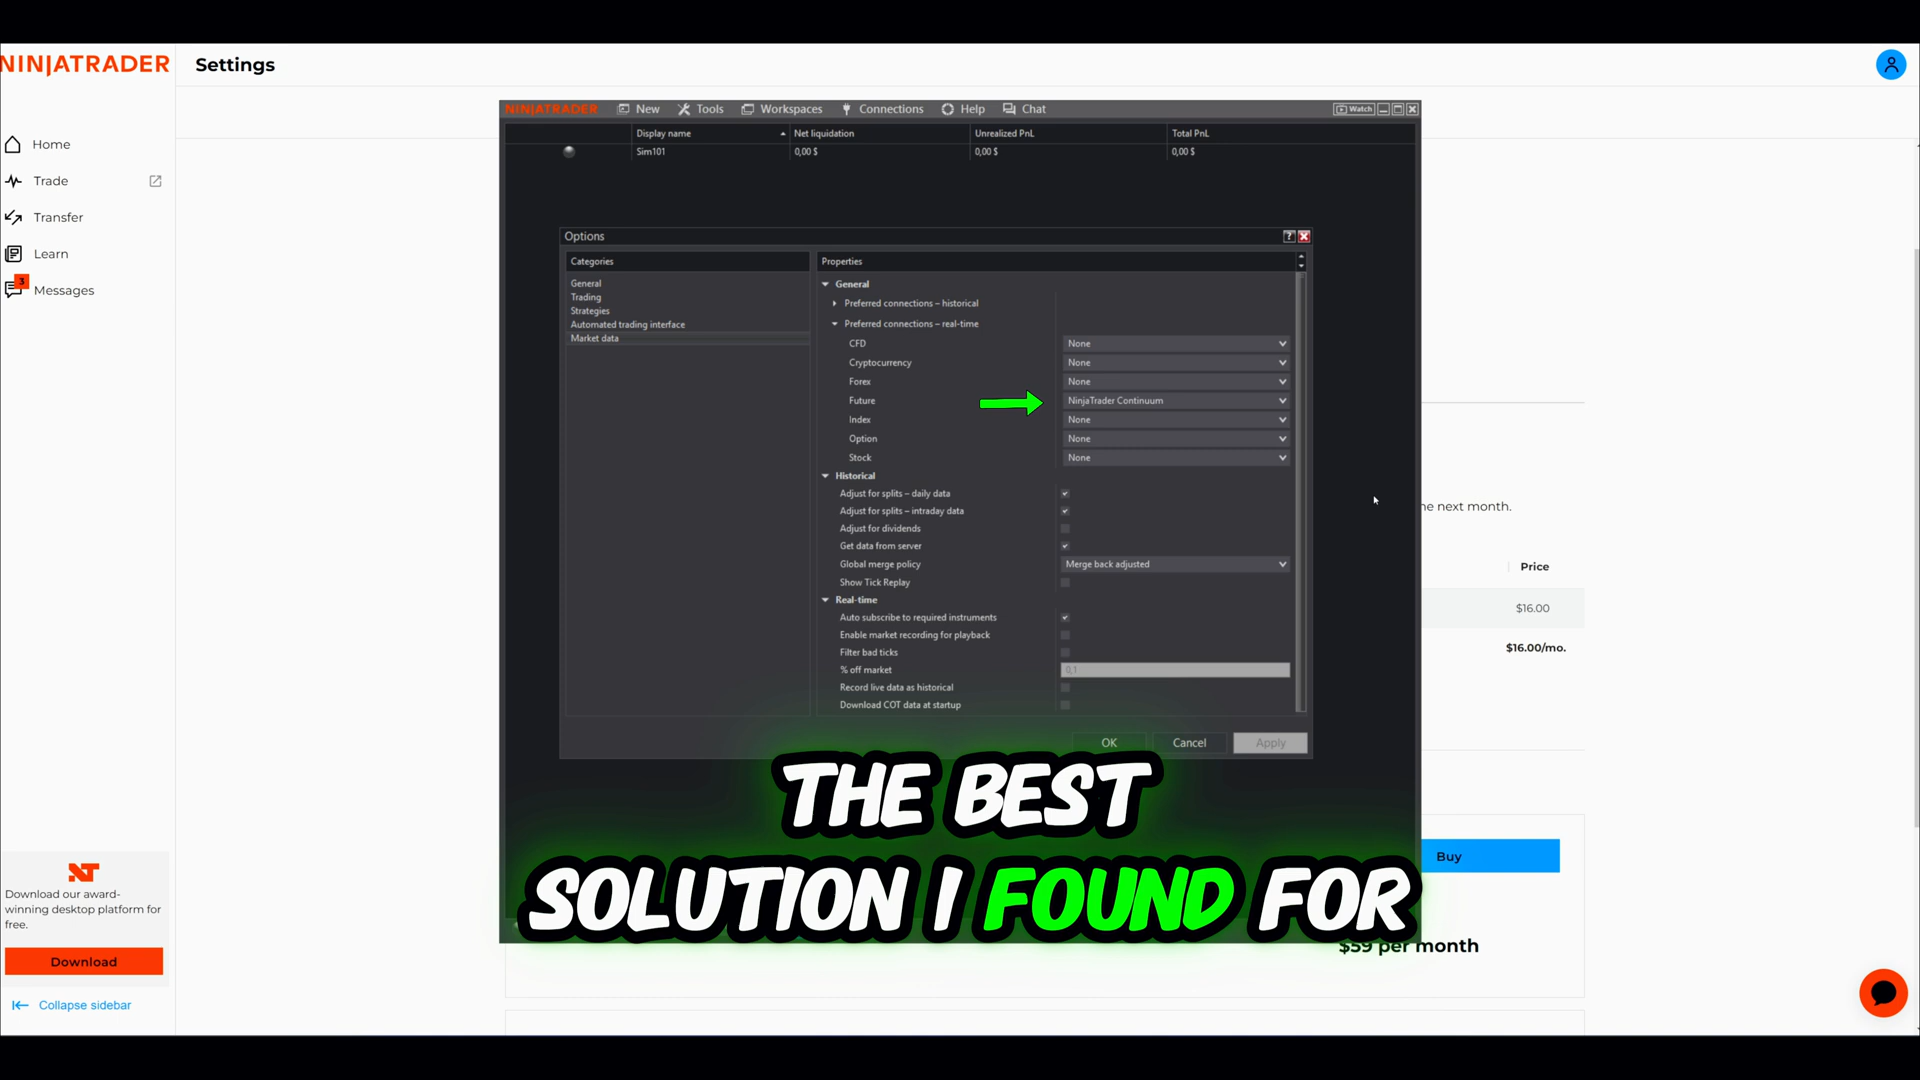 NINJATRADER
Settings
Home
Trade
Transfer
Learn
3
Messages
NT
Download our award-
winning desktop platform for
free.
Download
Collapse sidebar
NINJATRADER New Tools Workspaces Connections Help Chat Watch
Display name Net liquidation Unrealized PnL Total PnL
Sim101 0,00 $ 0,00 $ 0,00 $
Options ?
Categories
General
Trading
Strategies
Automated trading interface
Market data
Properties
General
Preferred connections – historical
Preferred connections – real-time
CFD None
Cryptocurrency None
Forex None
Future NinjaTrader Continuum
Index None
Option None
Stock None
Historical
Adjust for splits – daily data
Adjust for splits – intraday data
Adjust for dividends
Get data from server
Global merge policy Merge back adjusted
Show Tick Replay
Real-time
Auto subscribe to required instruments
Enable market recording for playback
Filter bad ticks
% off market 0,1
Record live data as historical
Download COT data at startup
OK Cancel Apply
next month.
Price
$16.00
$16.00/mo.
Buy
$59 per month
THE BEST
SOLUTION I FOUND FOR